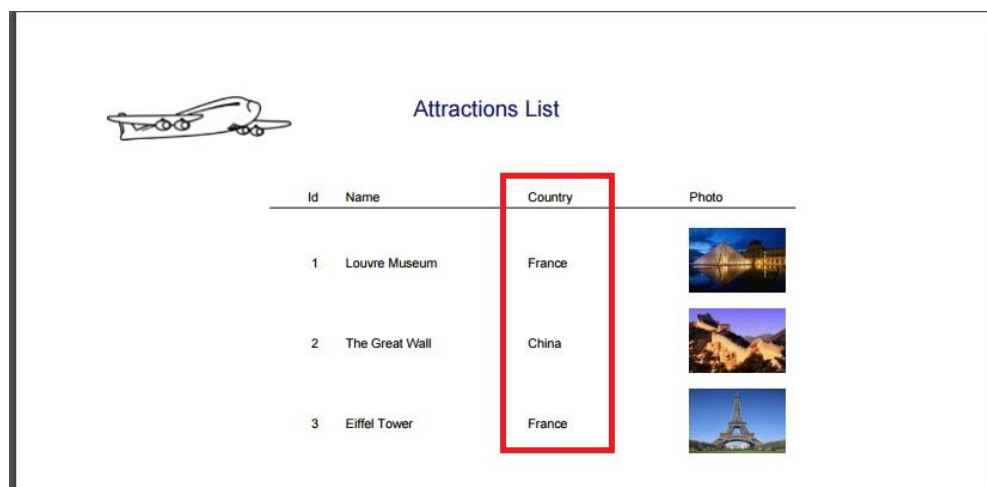 Attractions List
Id Name Country Photo
1 Louvre Museum France
2 The Great Wall China
3 Eiffel Tower France